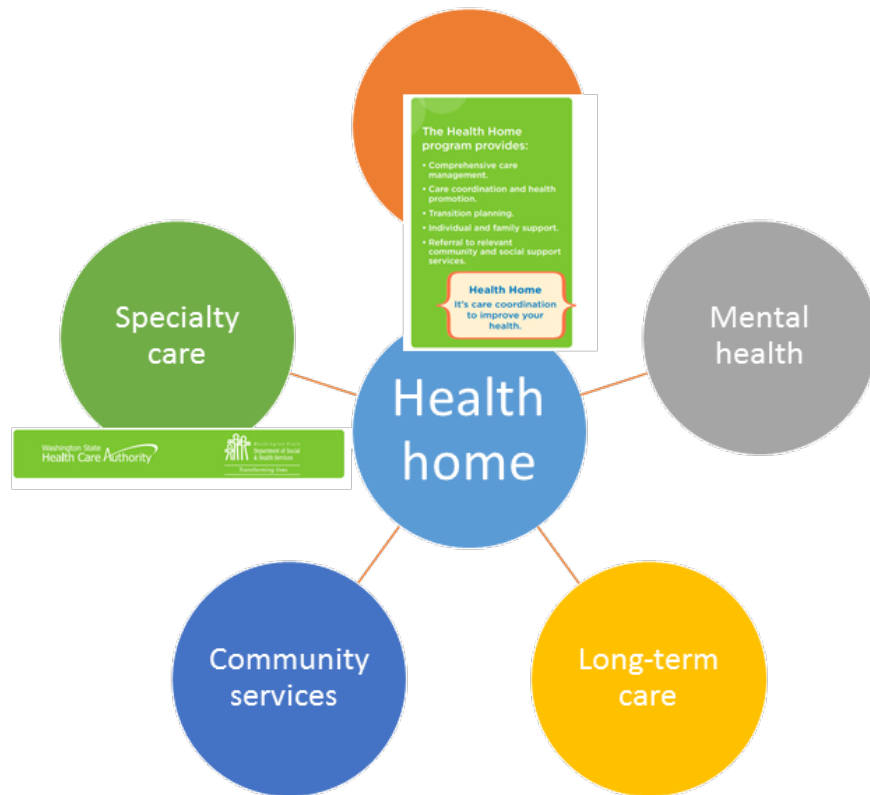 The Health Home
program provides:
• Comprehensive care
management.
• Care coordination and health
promotion.
• Transition planning.
• Individual and family support.
• Referral to relevant
community and social support
services.
Health Home
It's care coordination
to improve your
health.
Specialty
care
Mental
health
Health
home
Washington State
Health Care Authority
Washington State
Department of Social
& Health Services
Transforming lives
Community
services
Long-term
care